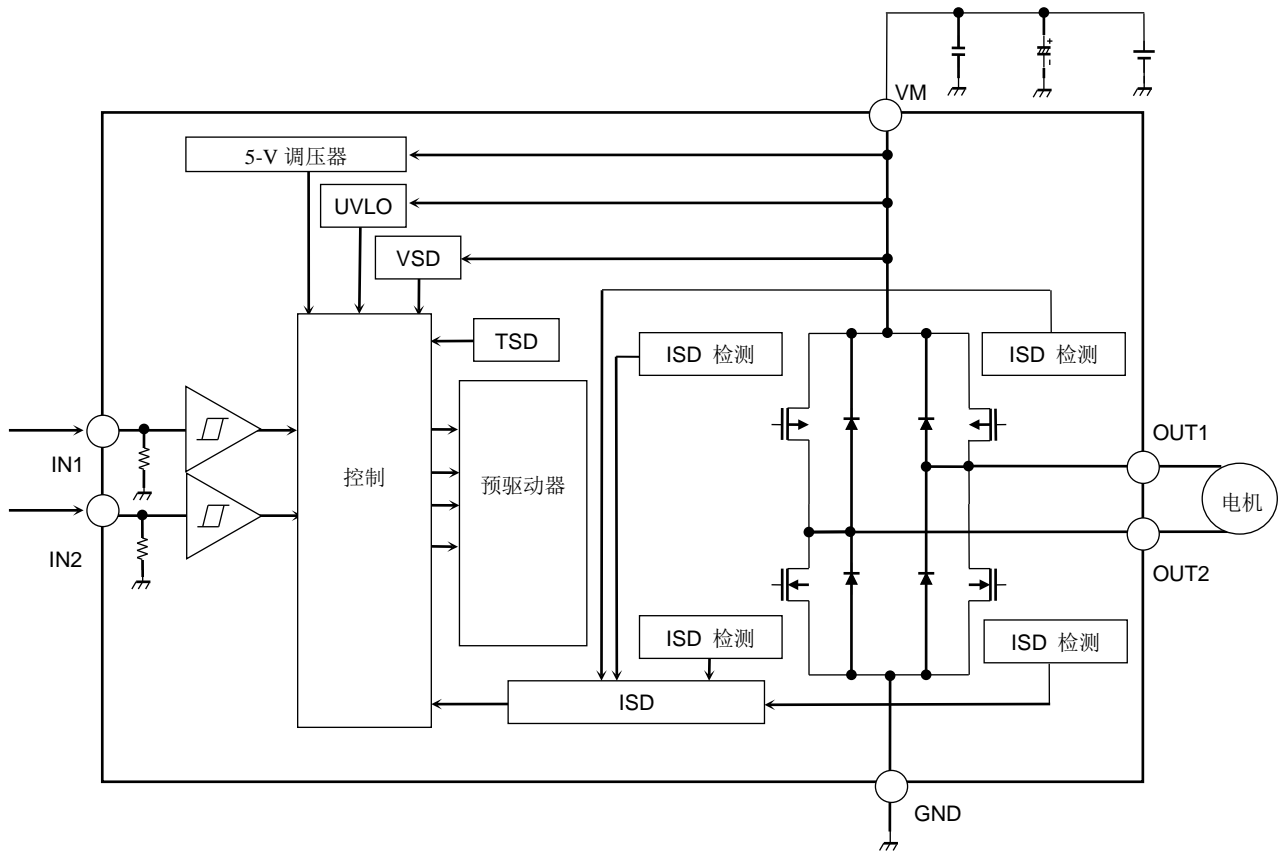 VM
5-V 调压器
UVLO
VSD
TSD
ISD 检测
ISD 检测
IN1
IN2
控制
预驱动器
OUT1
电机
OUT2
ISD 检测
ISD 检测
ISD
GND
+
-